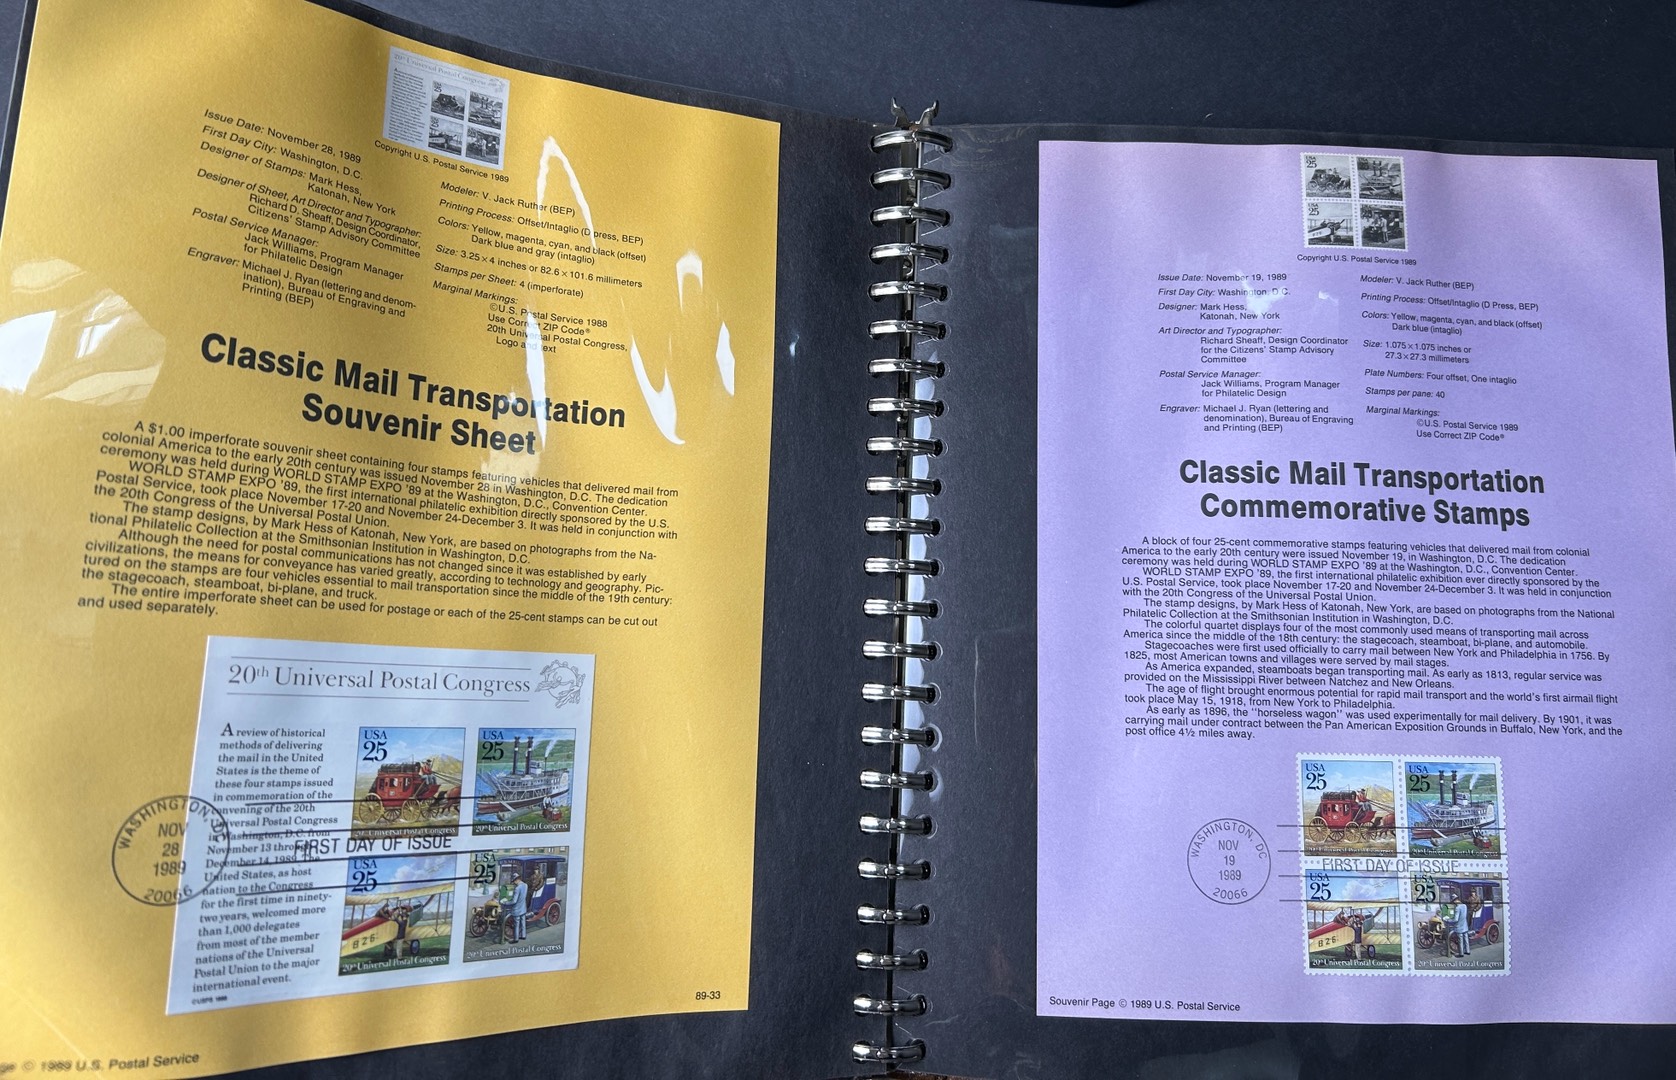 20th Universal Postal Congress
USA
25
25
Copyright U.S. Postal Service 1989
Issue Date: November 28, 1989
First Day City: Washington, D.C.
Designer of Stamps: Mark Hess,
Katonah, New York
Designer of Sheet, Art Director and Typographer:
Richard D. Sheaff, Design Coordinator,
Citizens' Stamp Advisory Committee
Postal Service Manager:
Jack Williams, Program Manager
for Philatelic Design
Engraver: Michael J. Ryan (lettering and denom-
ination), Bureau of Engraving and
Printing (BEP)
Modeler: V. Jack Ruther (BEP)
Printing Process: Offset/Intaglio (D press, BEP)
Colors: Yellow, magenta, cyan, and black (offset)
Dark blue and gray (intaglio)
Size: 3.25 × 4 inches or 82.6 × 101.6 millimeters
Stamps per Sheet: 4 (imperforate)
Marginal Markings:
©U.S. Postal Service 1988
Use Correct ZIP Code®
20th Universal Postal Congress,
Logo and text
Classic Mail Transportation
Souvenir Sheet
A $1.00 imperforate souvenir sheet containing four stamps featuring vehicles that delivered mail from
colonial America to the early 20th century was issued November 28 in Washington, D.C. The dedication
ceremony was held during WORLD STAMP EXPO '89 at the Washington, D.C., Convention Center.
WORLD STAMP EXPO '89, the first international philatelic exhibition directly sponsored by the U.S.
Postal Service, took place November 17-20 and November 24-December 3. It was held in conjunction with
the 20th Congress of the Universal Postal Union.
The stamp designs, by Mark Hess of Katonah, New York, are based on photographs from the Na-
tional Philatelic Collection at the Smithsonian Institution in Washington, D.C.
Although the need for postal communications has not changed since it was established by early
civilizations, the means for conveyance has varied greatly, according to technology and geography. Pic-
tured on the stamps are four vehicles essential to mail transportation since the middle of the 19th century:
the stagecoach, steamboat, bi-plane, and truck.
The entire imperforate sheet can be used for postage or each of the 25-cent stamps can be cut out
and used separately.
20th Universal Postal Congress
A review of historical
methods of delivering
the mail in the United
States is the theme of
these four stamps issued
in commemoration of the
convening of the 20th
Universal Postal Congress
in Washington, D.C. from
November 13 through
December 14, 1989. The
United States, as host
nation to the Congress
for the first time in ninety-
two years, welcomed more
than 1,000 delegates
from most of the member
nations of the Universal
Postal Union to the major
international event.
©USPS 1988
USA
25
20th Universal Postal Congress
USA
25
20th Universal Postal Congress
USA
25
B 26
20th Universal Postal Congress
USA
25
20th Universal Postal Congress
WASHINGTON, DC
NOV
28
1989
20066
FIRST DAY OF ISSUE
89-33
© 1989 U.S. Postal Service
USA
25
USA
25
Copyright U.S. Postal Service 1989
Issue Date: November 19, 1989
First Day City: Washington, D.C.
Designer: Mark Hess,
Katonah, New York
Art Director and Typographer:
Richard Sheaff, Design Coordinator
for the Citizens' Stamp Advisory
Committee
Postal Service Manager:
Jack Williams, Program Manager
for Philatelic Design
Engraver: Michael J. Ryan (lettering and
denomination), Bureau of Engraving
and Printing (BEP)
Modeler: V. Jack Ruther (BEP)
Printing Process: Offset/Intaglio (D Press, BEP)
Colors: Yellow, magenta, cyan, and black (offset)
Dark blue (intaglio)
Size: 1.075 × 1.075 inches or
27.3 × 27.3 millimeters
Plate Numbers: Four offset, One intaglio
Stamps per pane: 40
Marginal Markings:
©U.S. Postal Service 1989
Use Correct ZIP Code®
Classic Mail Transportation
Commemorative Stamps
A block of four 25-cent commemorative stamps featuring vehicles that delivered mail from colonial
America to the early 20th century were issued November 19, in Washington, D.C. The dedication
ceremony was held during WORLD STAMP EXPO '89 at the Washington, D.C., Convention Center.
WORLD STAMP EXPO '89, the first international philatelic exhibition ever directly sponsored by the
U.S. Postal Service, took place November 17-20 and November 24-December 3. It was held in conjunction
with the 20th Congress of the Universal Postal Union.
The stamp designs, by Mark Hess of Katonah, New York, are based on photographs from the National
Philatelic Collection at the Smithsonian Institution in Washington, D.C.
The colorful quartet displays four of the most commonly used means of transporting mail across
America since the middle of the 18th century: the stagecoach, steamboat, bi-plane, and automobile.
Stagecoaches were first used officially to carry mail between New York and Philadelphia in 1756. By
1825, most American towns and villages were served by mail stages.
As America expanded, steamboats began transporting mail. As early as 1813, regular service was
provided on the Mississippi River between Natchez and New Orleans.
The age of flight brought enormous potential for rapid mail transport and the world's first airmail flight
took place May 15, 1918, from New York to Philadelphia.
As early as 1896, the "horseless wagon" was used experimentally for mail delivery. By 1901, it was
carrying mail under contract between the Pan American Exposition Grounds in Buffalo, New York, and the
post office 4½ miles away.
USA
25
20th Universal Postal Congress
USA
25
20th Universal Postal Congress
USA
25
B 26
20th Universal Postal Congress
USA
25
20th Universal Postal Congress
WASHINGTON, DC
NOV
19
1989
20066
FIRST DAY OF ISSUE
Souvenir Page © 1989 U.S. Postal Service